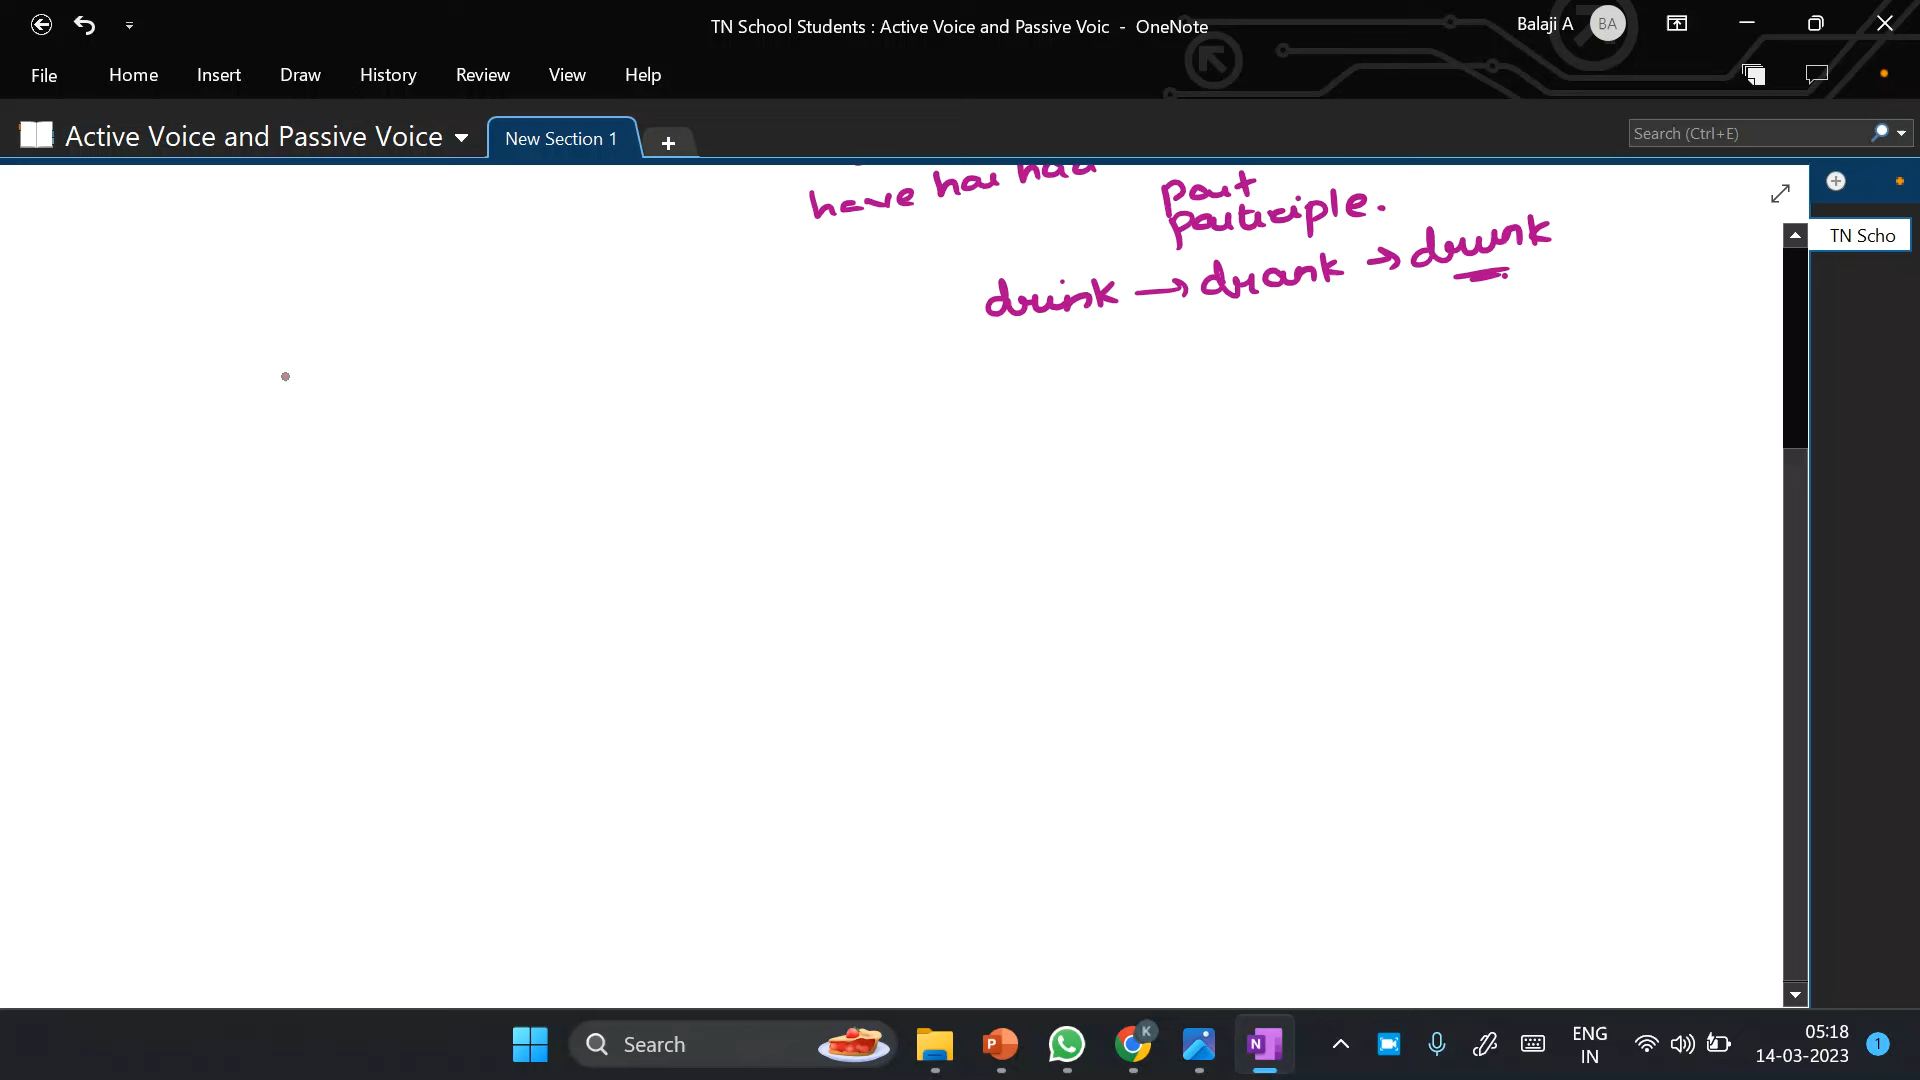 TN School Students : Active Voice and Passive Voic - OneNote
Balaji A
BA
File Home Insert Draw History Review View Help
Active Voice and Passive Voice
New Section 1
+
Search (Ctrl+E)
TN Scho
have has had
past
participle.
drink → drank → drunk
Search
P
K
N
ENG
IN
05:18
14-03-2023
1